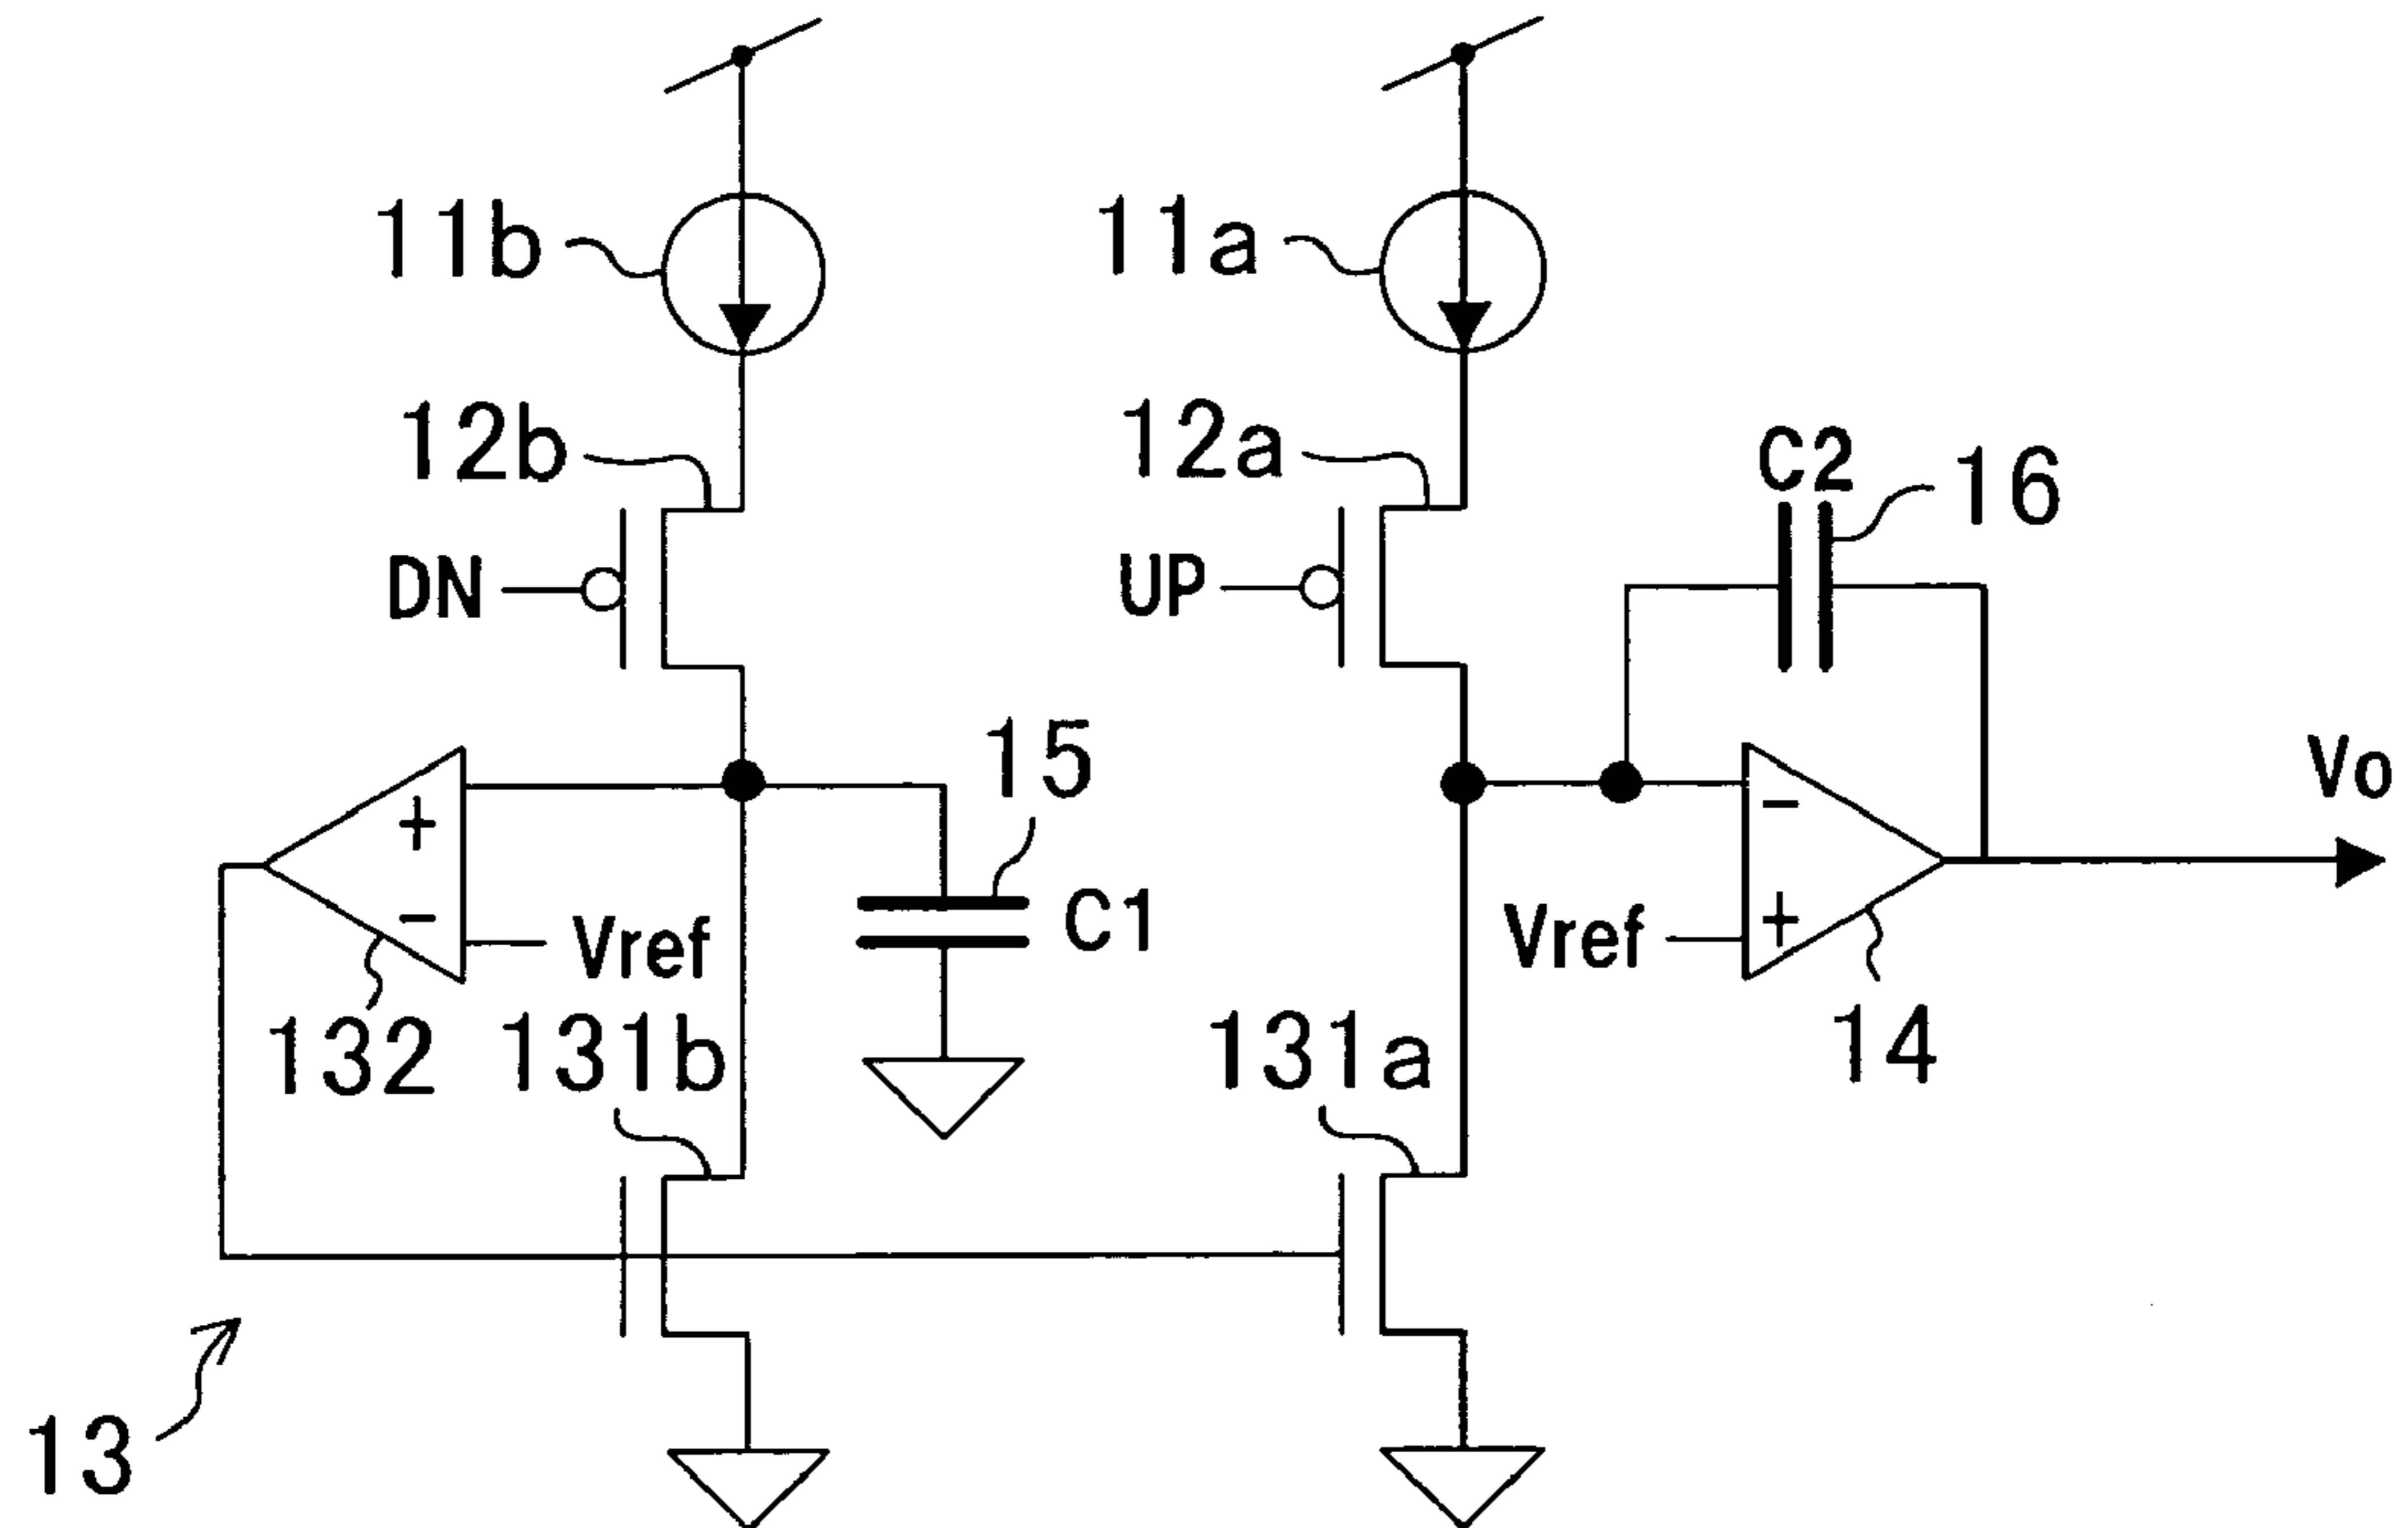 11b
11a
12b
12a
C2
16
DN
UP
15
Vo
+
−
−
C1
−
Vref
Vref
+
132
131b
131a
14
13